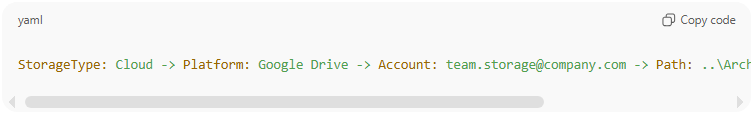 yaml
Copy code
StorageType: Cloud -> Platform: Google Drive -> Account: team.storage@company.com -> Path: ..\Arch